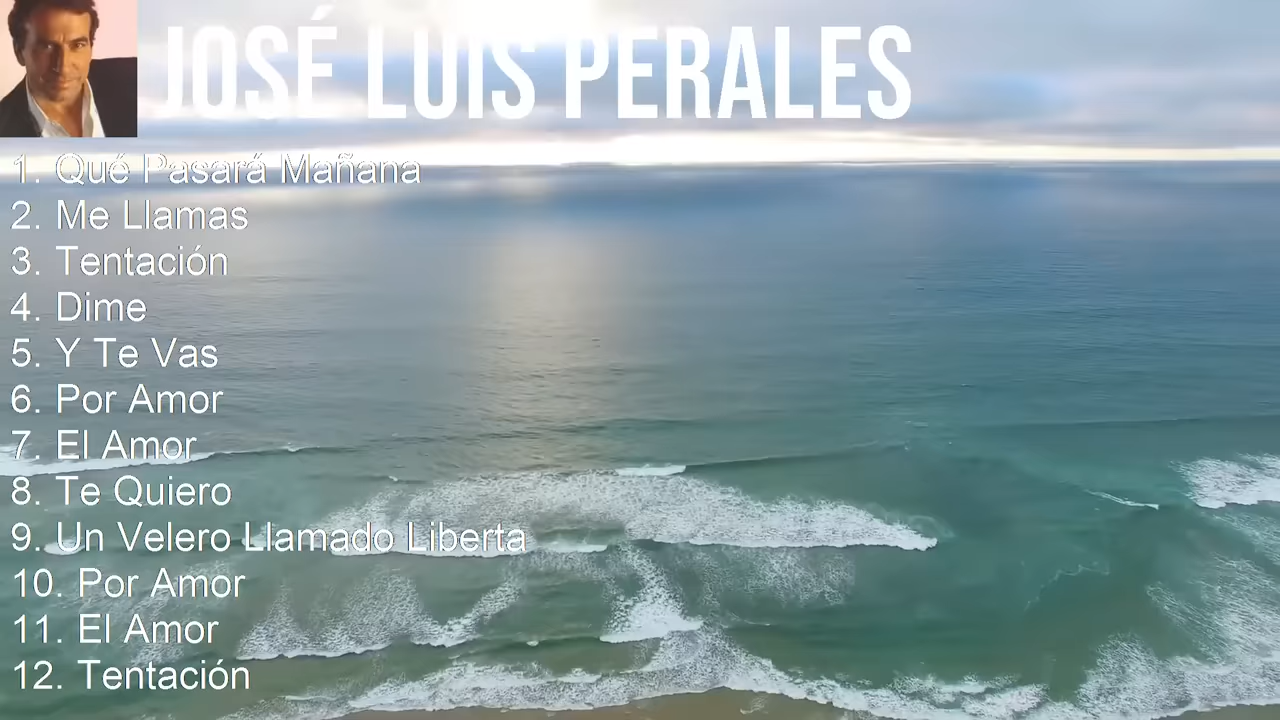 JOSÉ LUIS PERALES
1. Qué Pasará Mañana
2. Me Llamas
3. Tentación
4. Dime
5. Y Te Vas
6. Por Amor
7. El Amor
8. Te Quiero
9. Un Velero Llamado Liberta
10. Por Amor
11. El Amor
12. Tentación